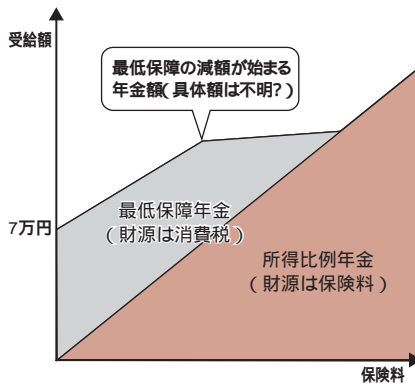 受給額
最低保障の減額が始まる
年金額(具体額は不明?)
7万円
最低保障年金
(財源は消費税)
所得比例年金
(財源は保険料)
保険料